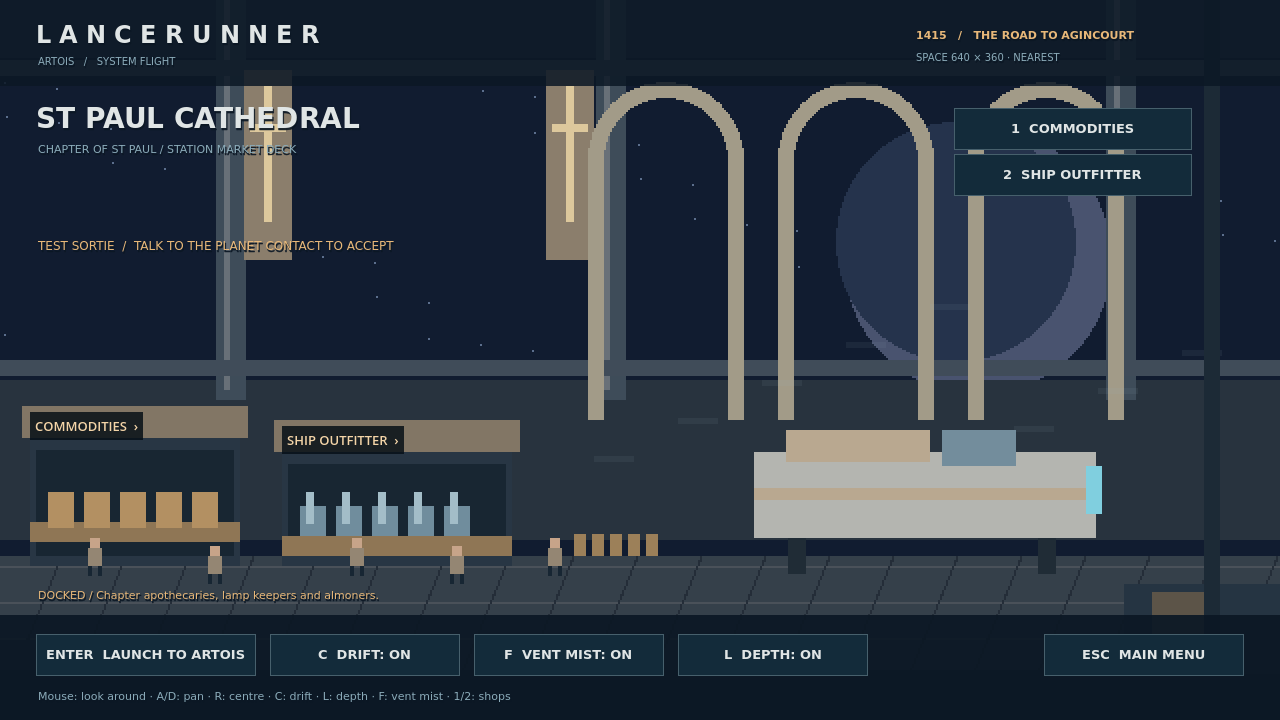 LANCERUNNER
ARTOIS / SYSTEM FLIGHT
1415 / THE ROAD TO AGINCOURT
SPACE 640 × 360 · NEAREST
ST PAUL CATHEDRAL
CHAPTER OF ST PAUL / STATION MARKET DECK
1 COMMODITIES
2 SHIP OUTFITTER
TEST SORTIE / TALK TO THE PLANET CONTACT TO ACCEPT
COMMODITIES ›
SHIP OUTFITTER ›
DOCKED / Chapter apothecaries, lamp keepers and almoners.
ENTER LAUNCH TO ARTOIS
C DRIFT: ON
F VENT MIST: ON
L DEPTH: ON
ESC MAIN MENU
Mouse: look around · A/D: pan · R: centre · C: drift · L: depth · F: vent mist · 1/2: shops